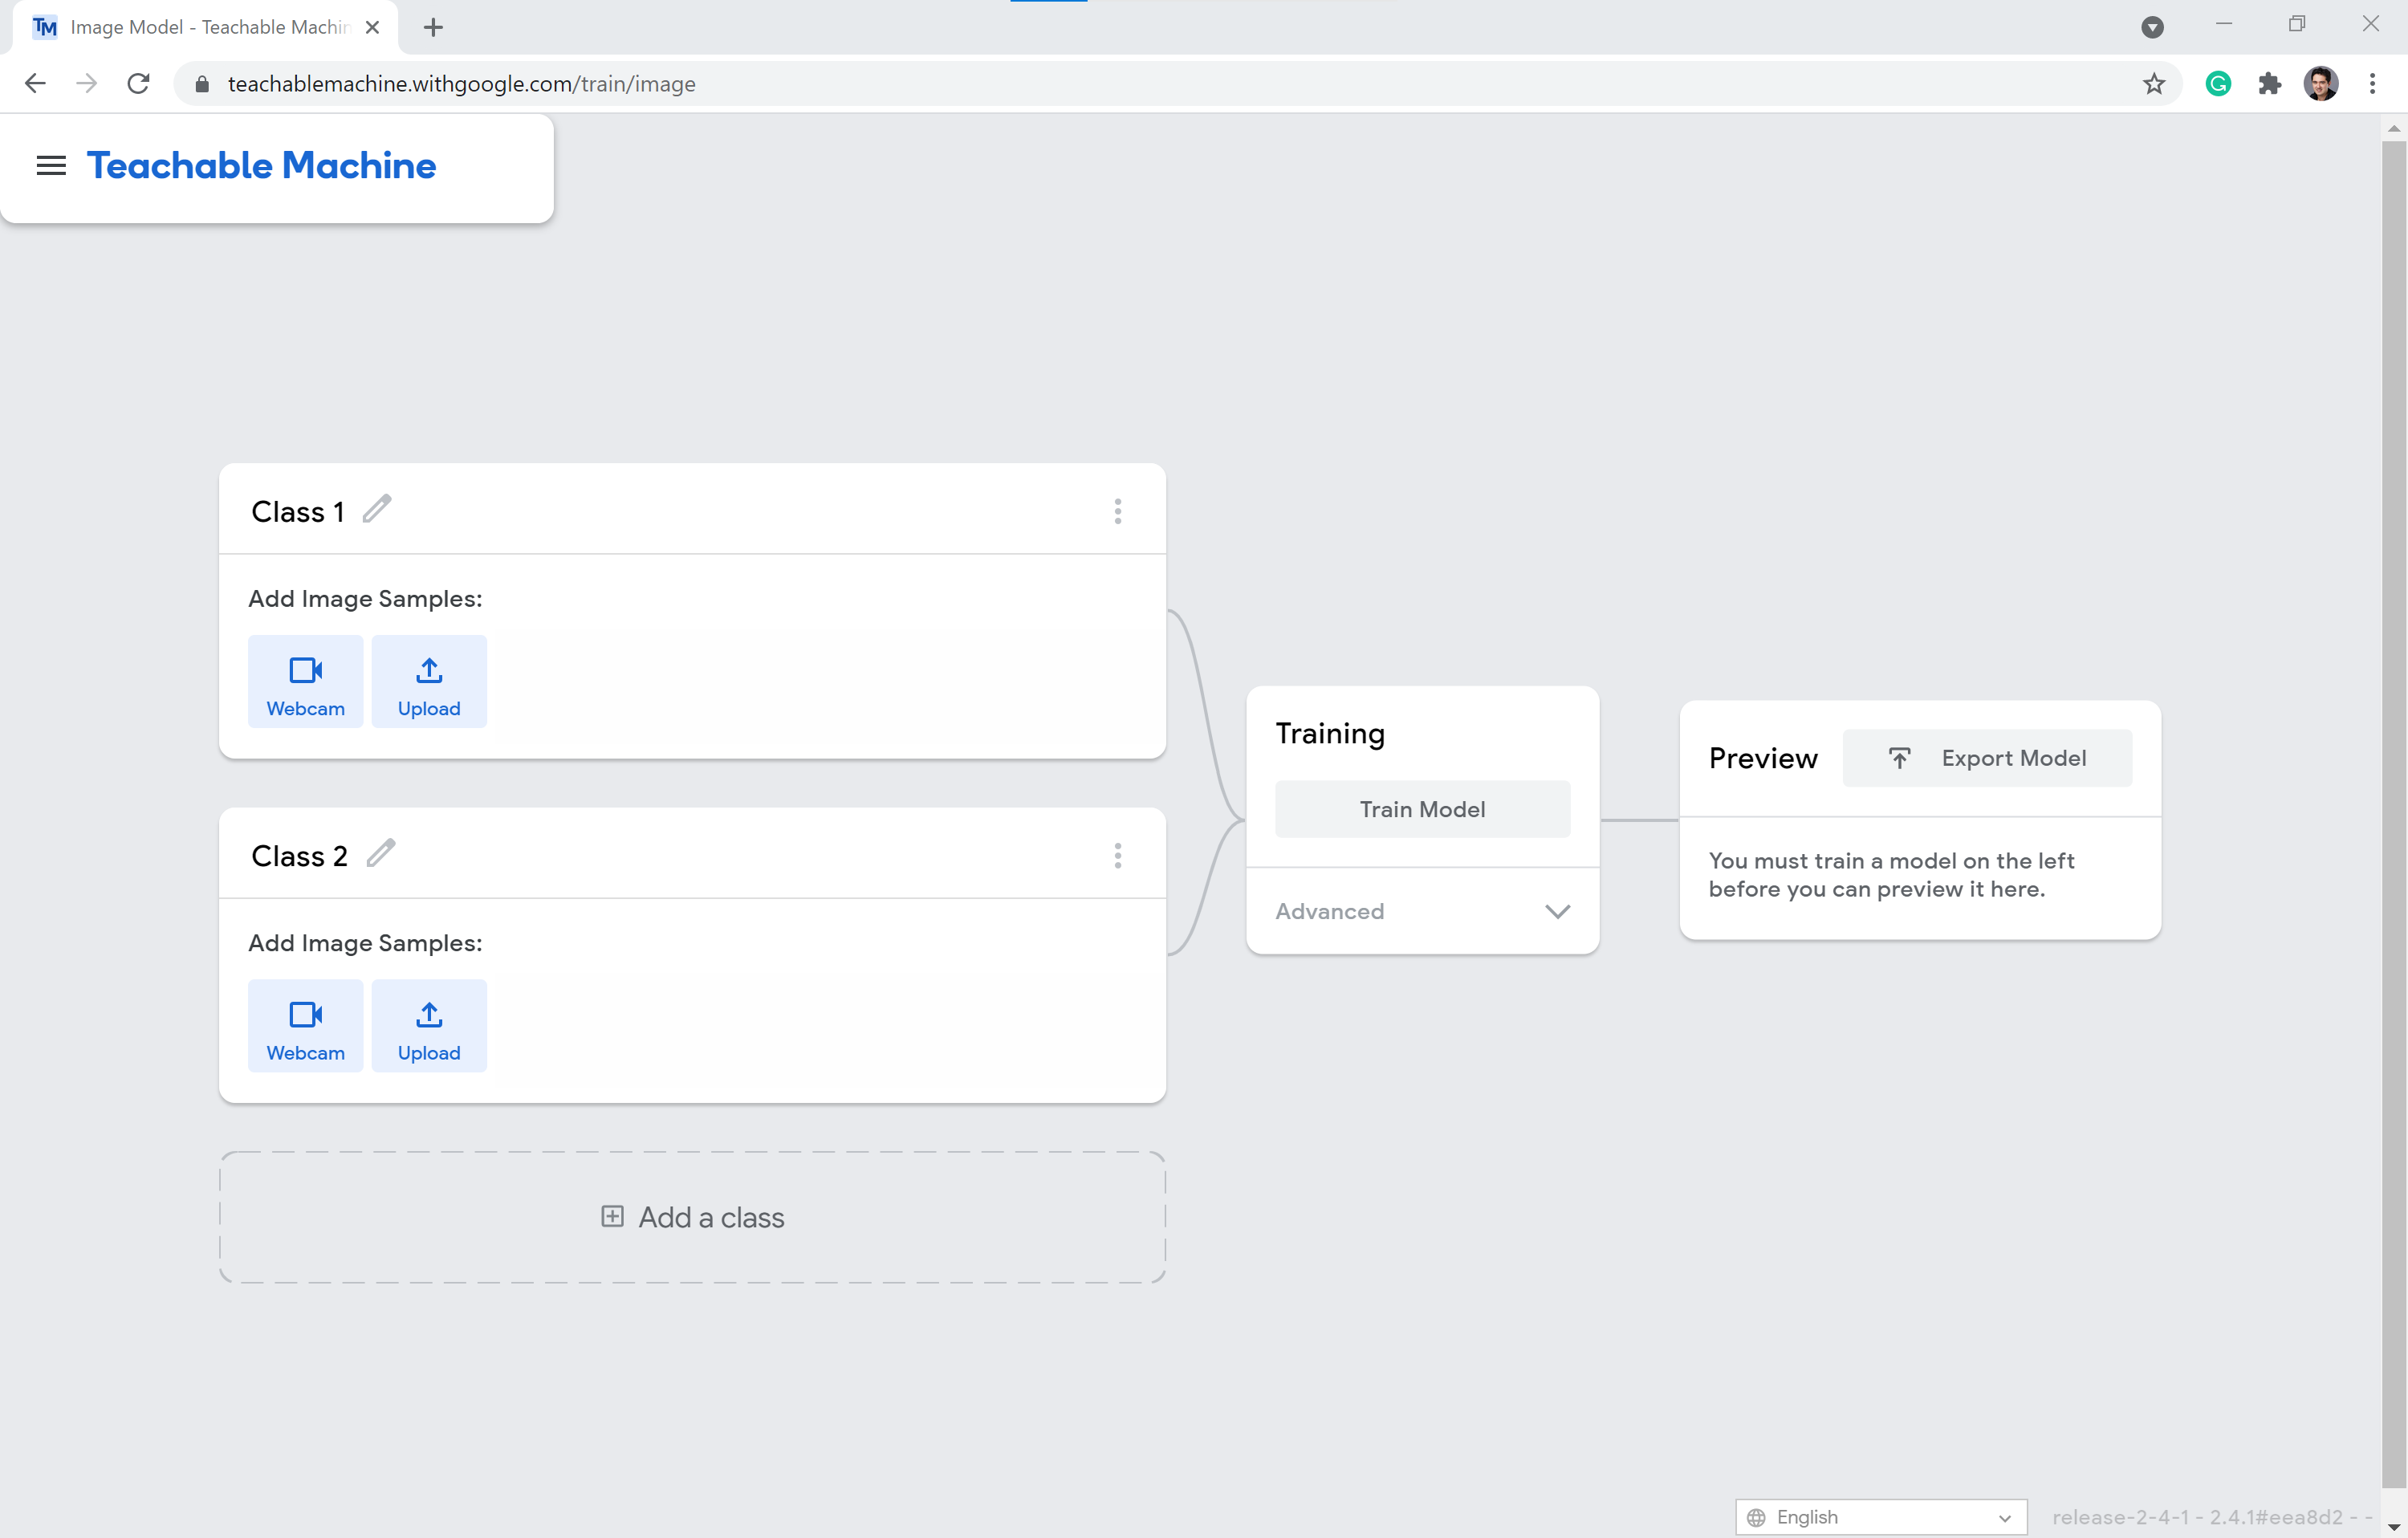 TM Image Model - Teachable Machin
teachablemachine.withgoogle.com/train/image
Teachable Machine
Class 1
Add Image Samples:
Webcam Upload
Training
Train Model
Advanced
Preview Export Model
You must train a model on the left
before you can preview it here.
Class 2
Add Image Samples:
Webcam Upload
Add a class
English release-2-4-1 - 2.4.1#eea8d2 - -